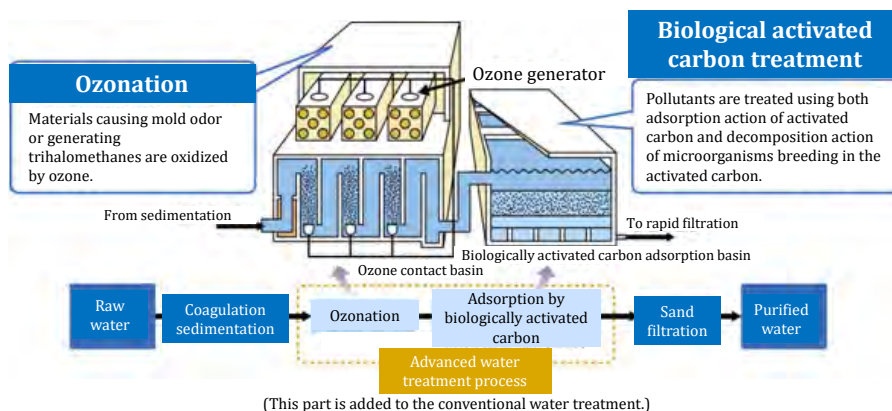 Biological activated
carbon treatment
Ozonation
Ozone generator
Materials causing mold odor
or generating
trihalomethanes are oxidized
by ozone.
Pollutants are treated using both
adsorption action of activated
carbon and decomposition action
of microorganisms breeding in the
activated carbon.
From sedimentation
To rapid filtration
Biologically activated carbon adsorption basin
Ozone contact basin
Raw
water
Coagulation
sedimentation
Ozonation
Adsorption by
biologically activated
carbon
Sand
filtration
Purified
water
Advanced water
treatment process
(This part is added to the conventional water treatment.)